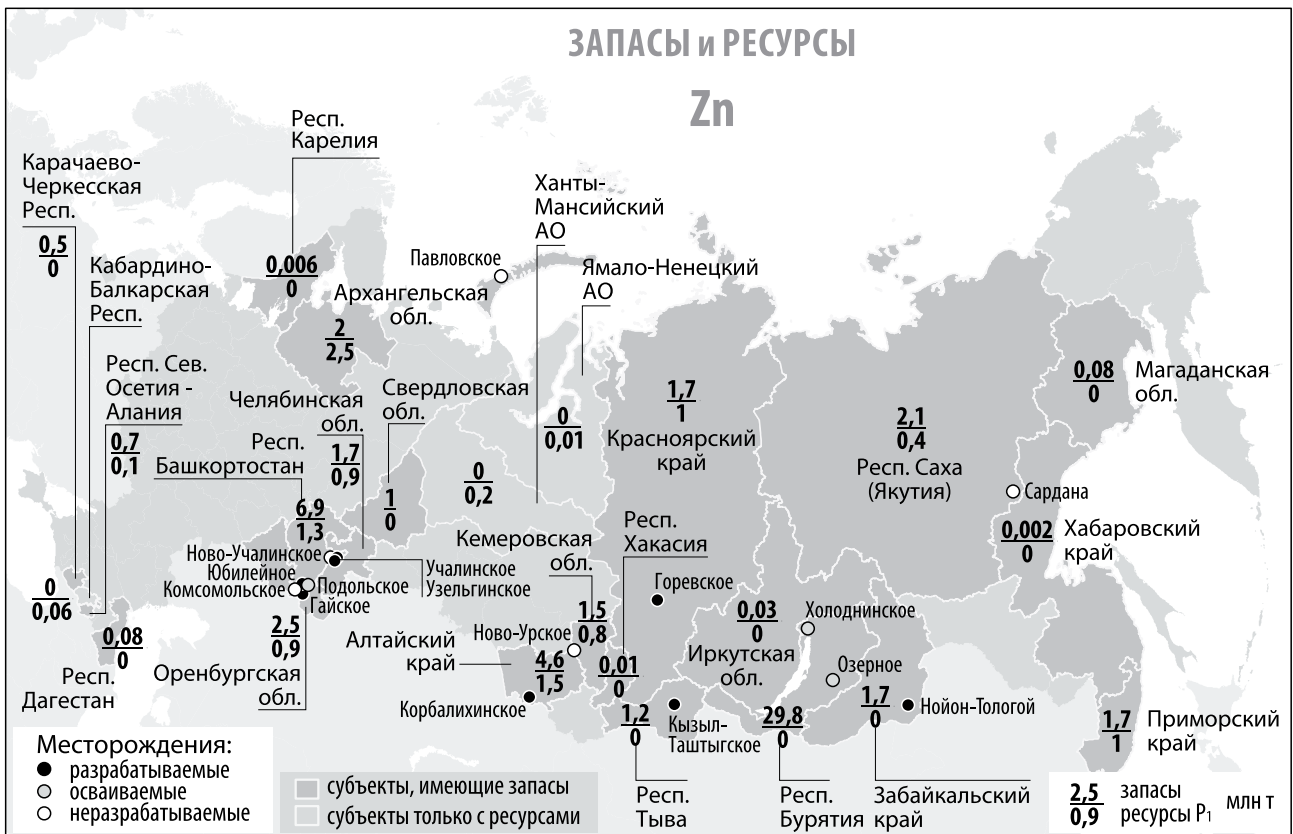 ЗАПАСЫ и РЕСУРСЫ
Zn
Респ.
Карелия
0,006
0
Карачаево-
Черкесская
Респ.
0,5
0
Кабардино-
Балкарская
Респ.
0
0,06
Респ. Сев.
Осетия -
Алания
0,7
0,1
Архангельская
обл.
2
2,5
Павловское
Ханты-
Мансийский
АО
0
0,2
Ямало-Ненецкий
АО
0
0,01
Челябинская
обл.
1,7
0,9
Свердловская
обл.
1
0
Респ.
Башкортостан
6,9
1,3
1,7
1
Красноярский
край
2,1
0,4
Респ. Саха
(Якутия)
0,08
0
Магаданская
обл.
Сардана
0,002
0
Хабаровский
край
Ново-Учалинское
Юбилейное
Комсомольское
Подольское
Гайское
Учалинское
Узельгинское
Кемеровская
обл.
1,5
0,8
Респ.
Хакасия
0,01
0
Горевское
0,03
0
Иркутская
обл.
Холоднинское
Озерное
Ново-Урское
Алтайский
край
4,6
1,5
Корбалихинское
2,5
0,9
Оренбургская
обл.
0,08
0
Респ.
Дагестан
1,2
0
Респ.
Тыва
Кызыл-
Таштыгское
29,8
0
Респ.
Бурятия
1,7
0
Забайкальский
край
Нойон-Тологой
1,7
1
Приморский
край
Месторождения:
разрабатываемые
осваиваемые
неразрабатываемые
субъекты, имеющие запасы
субъекты только с ресурсами
2,5 запасы
0,9 ресурсы P1
млн т